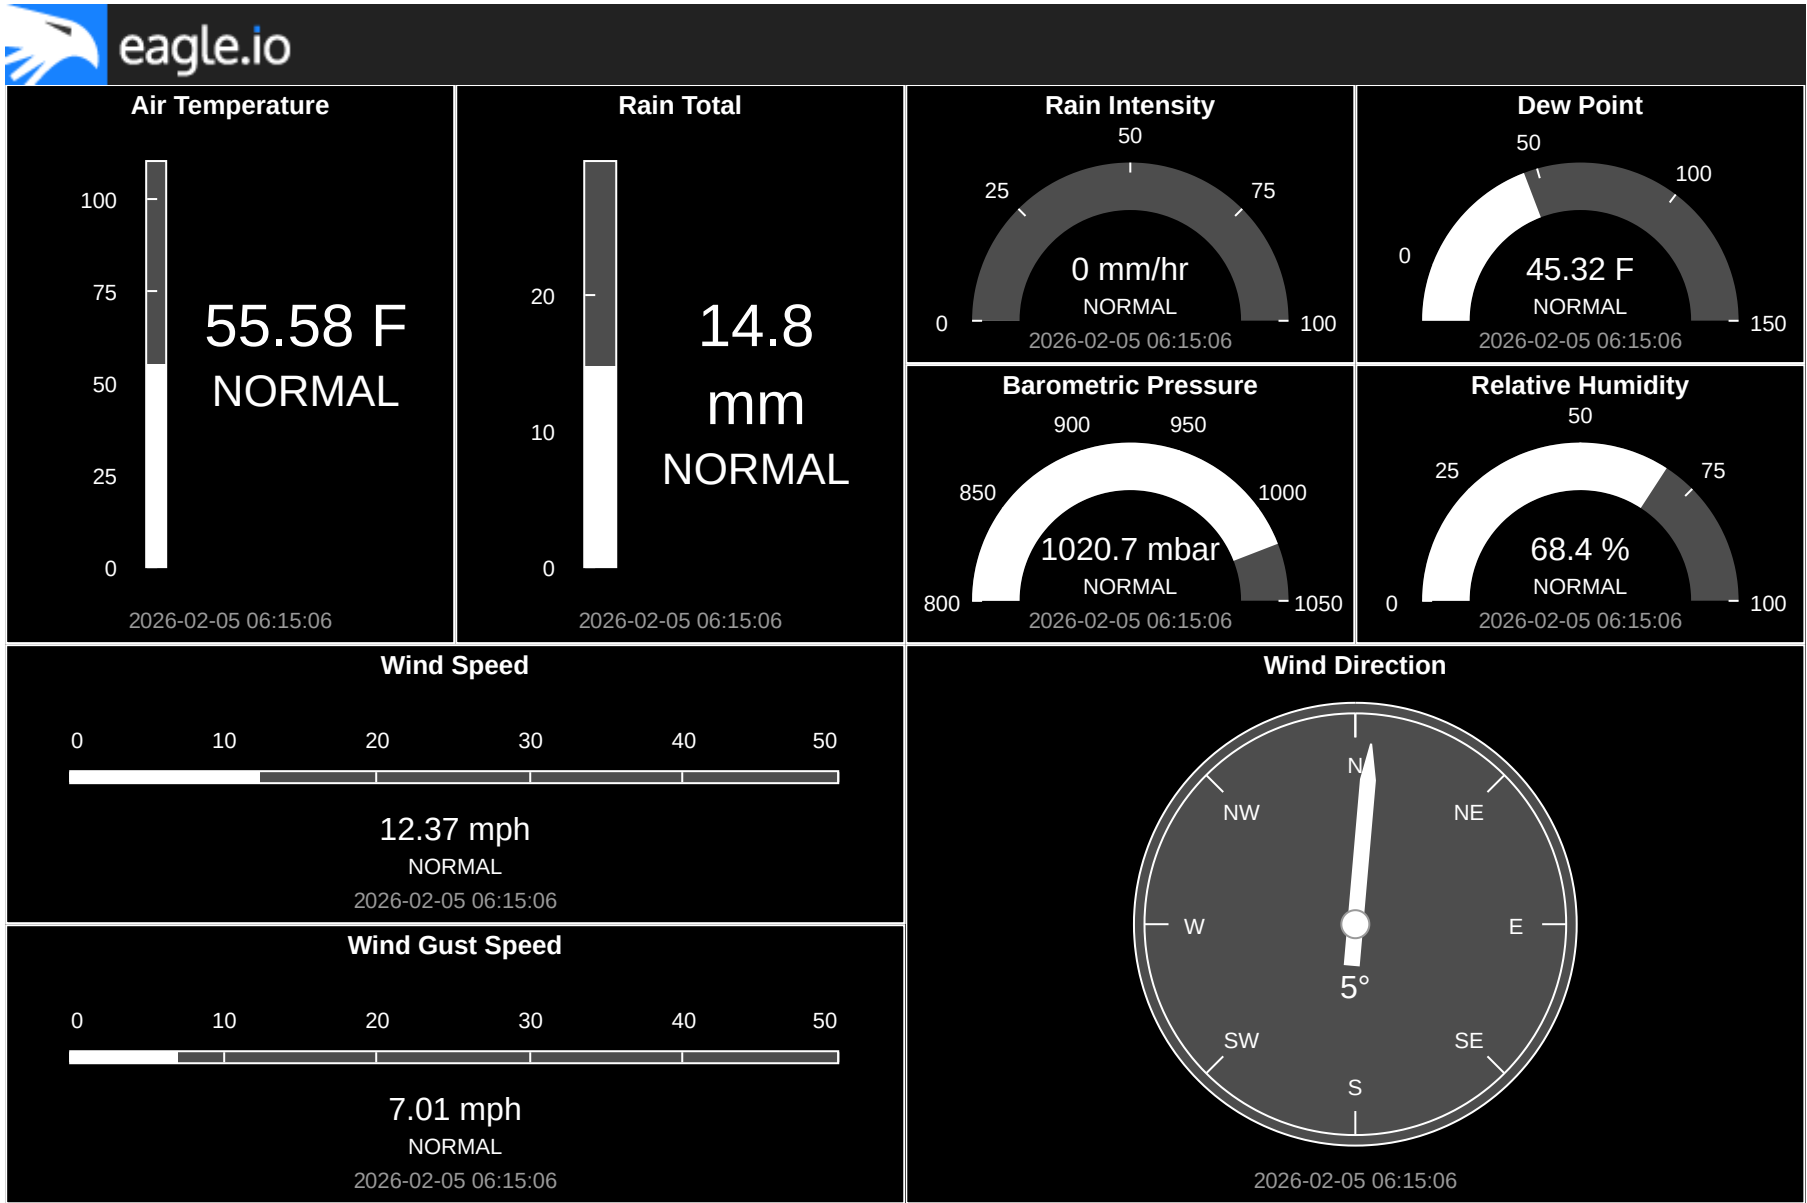 eagle.io
Air Temperature
100
75
50
25
0
55.58 F
NORMAL
2026-02-05 06:15:06
Rain Total
20
10
0
14.8
mm
NORMAL
2026-02-05 06:15:06
Rain Intensity
50
25
75
0
100
0 mm/hr
NORMAL
2026-02-05 06:15:06
Dew Point
50
100
0
150
45.32 F
NORMAL
2026-02-05 06:15:06
Barometric Pressure
900
950
850
1000
800
1050
1020.7 mbar
NORMAL
2026-02-05 06:15:06
Relative Humidity
50
25
75
0
100
68.4 %
NORMAL
2026-02-05 06:15:06
Wind Speed
0 10 20 30 40 50
12.37 mph
NORMAL
2026-02-05 06:15:06
Wind Gust Speed
0 10 20 30 40 50
7.01 mph
NORMAL
2026-02-05 06:15:06
Wind Direction
N
NW
NE
W
E
5°
SW
SE
S
2026-02-05 06:15:06